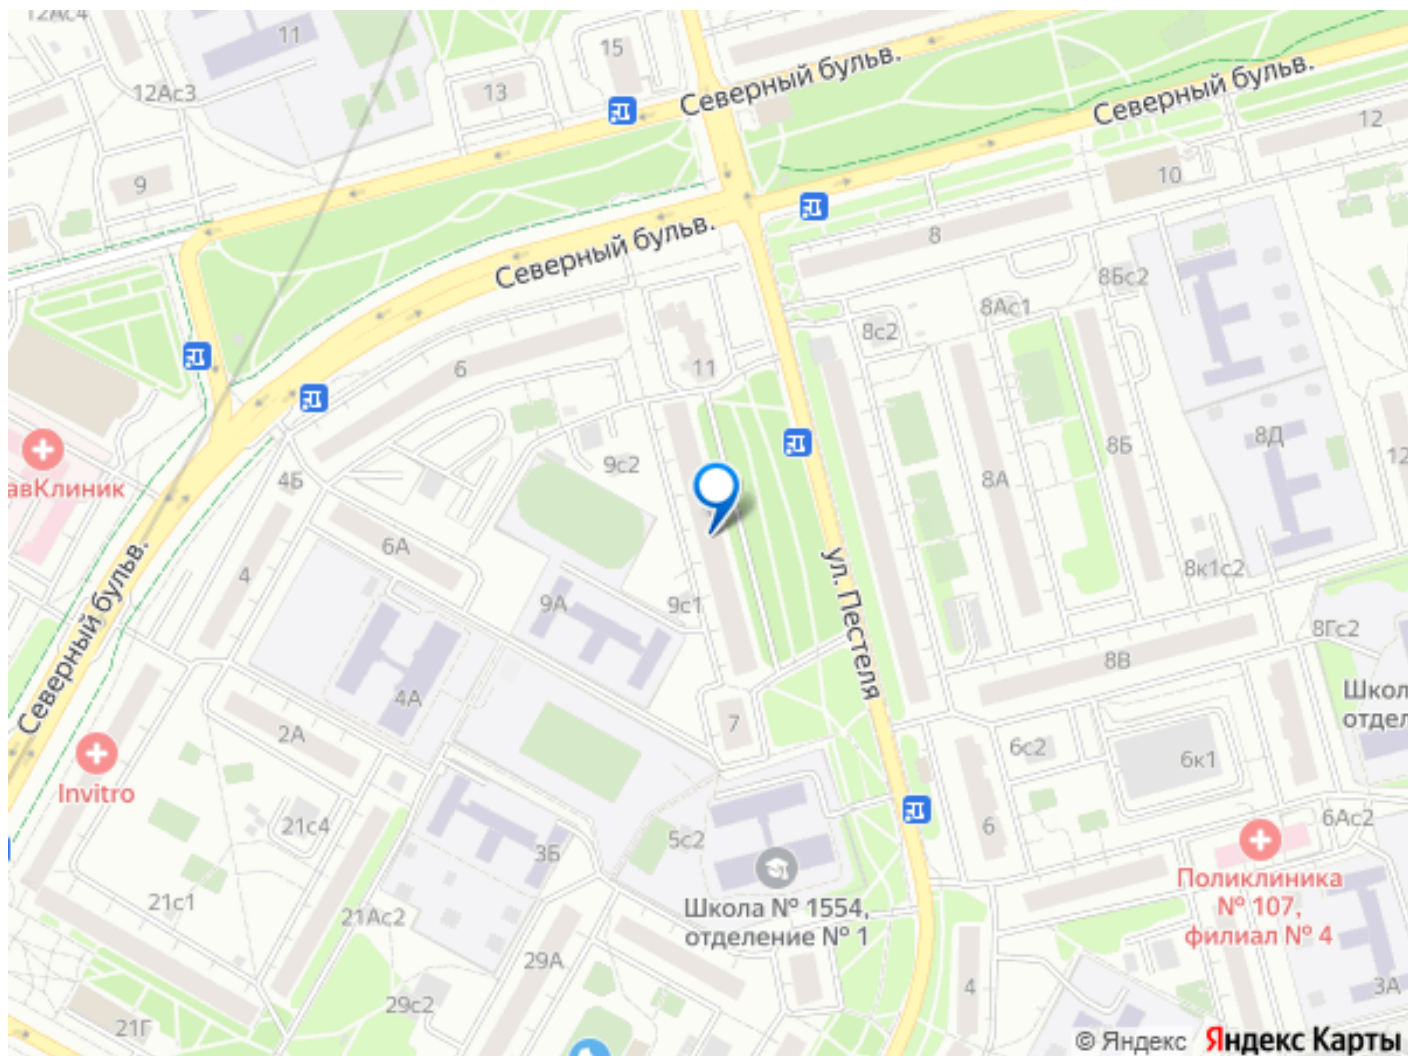 12Ас4
11
15
13
12Ас3
Северный бульв.
Северный бульв.
12
9
10
Северный бульв.
8
8Бс2
8Ас1
8с2
6
11
8Д
8Б
12
авКлиник
4Б
9с2
8А
6А
4
ул. Пестеля
8к1с2
9А
9с1
8Гс2
Северный бульв.
4А
8В
Школ
отдел
2А
7
6с2
6к1
Invitro
21с4
3Б
5с2
6
6Ас2
Поликлиника
№ 107,
филиал № 4
21с1
21Ас2
Школа № 1554,
отделение № 1
29А
4
3А
29с2
21Г
© Яндекс Яндекс Карты